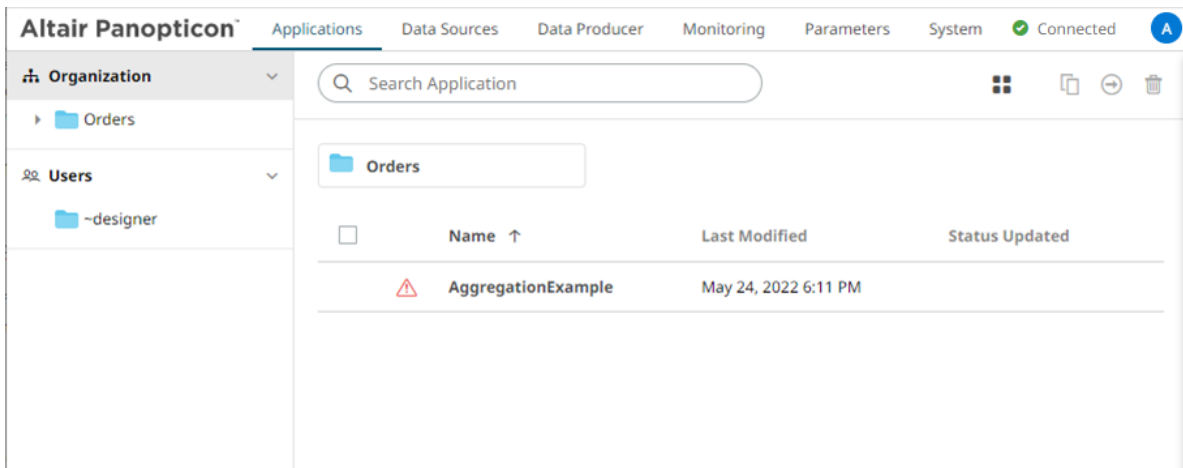 Altair Panopticon™ Applications Data Sources Data Producer Monitoring Parameters System Connected A
Organization
Orders
Users
~designer
Search Application
Orders
Name ↑ Last Modified Status Updated
AggregationExample May 24, 2022 6:11 PM